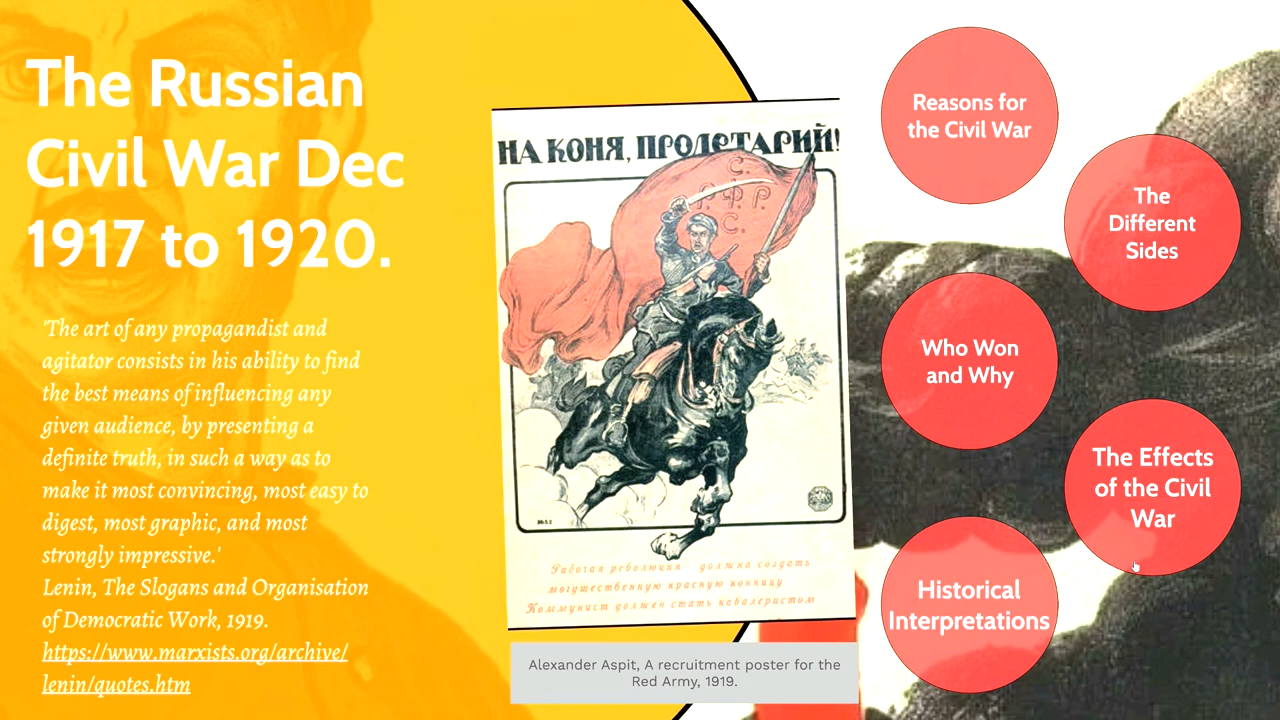 The Russian
Civil War Dec
1917 to 1920.
'The art of any propagandist and
agitator consists in his ability to find
the best means of influencing any
given audience, by presenting a
definite truth, in such a way as to
make it most convincing, most easy to
digest, most graphic, and most
strongly impressive.'
Lenin, The Slogans and Organisation
of Democratic Work, 1919.
https://www.marxists.org/archive/
lenin/quotes.htm
НА КОНЯ, ПРОЛЕТАРИЙ!
С.
Р.Ф.Р.
С.
Рабочая революция должна создать
могущественную красную конницу
Коммунист должен стать кавалеристом
Alexander Aspit, A recruitment poster for the
Red Army, 1919.
Reasons for
the Civil War
The
Different
Sides
Who Won
and Why
The Effects
of the Civil
War
Historical
Interpretations